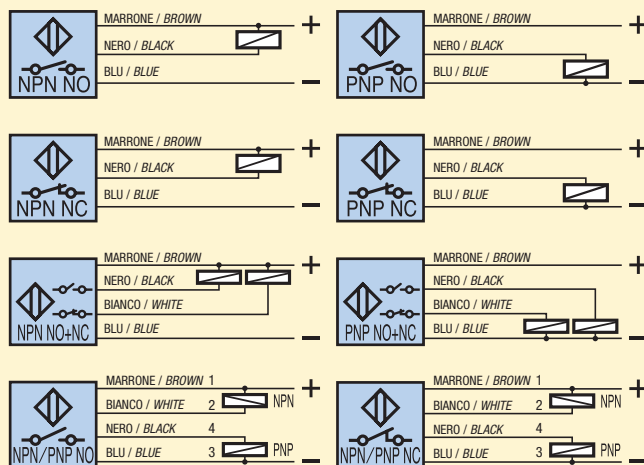 MARRONE / BROWN
+
NERO / BLACK
BLU / BLUE
NPN NO
−
MARRONE / BROWN
+
NERO / BLACK
BLU / BLUE
PNP NO
−
MARRONE / BROWN
+
NERO / BLACK
BLU / BLUE
NPN NC
−
MARRONE / BROWN
+
NERO / BLACK
BLU / BLUE
PNP NC
−
MARRONE / BROWN
+
NERO / BLACK
BIANCO / WHITE
NPN NO+NC
BLU / BLUE
−
MARRONE / BROWN
+
NERO / BLACK
BIANCO / WHITE
PNP NO+NC
BLU / BLUE
−
MARRONE / BROWN 1
+
BIANCO / WHITE 2 NPN
NERO / BLACK 4
NPN/PNP NO
BLU / BLUE 3 PNP
−
MARRONE / BROWN 1
+
BIANCO / WHITE 2 NPN
NERO / BLACK 4
NPN/PNP NC
BLU / BLUE 3 PNP
−